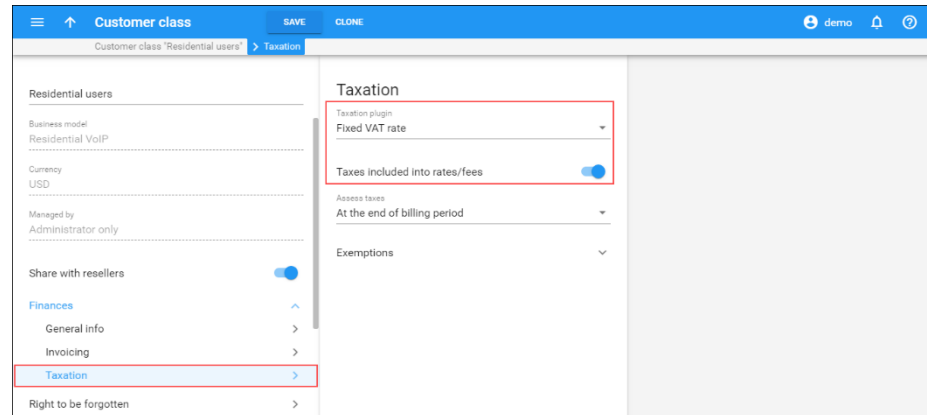 Customer class
SAVE
CLONE
demo
Customer class "Residential users"
Taxation
Residential users
Business model
Residential VoIP
Currency
USD
Managed by
Administrator only
Share with resellers
Finances
General info
Invoicing
Taxation
Right to be forgotten
Taxation
Taxation plugin
Fixed VAT rate
Taxes included into rates/fees
Assess taxes
At the end of billing period
Exemptions